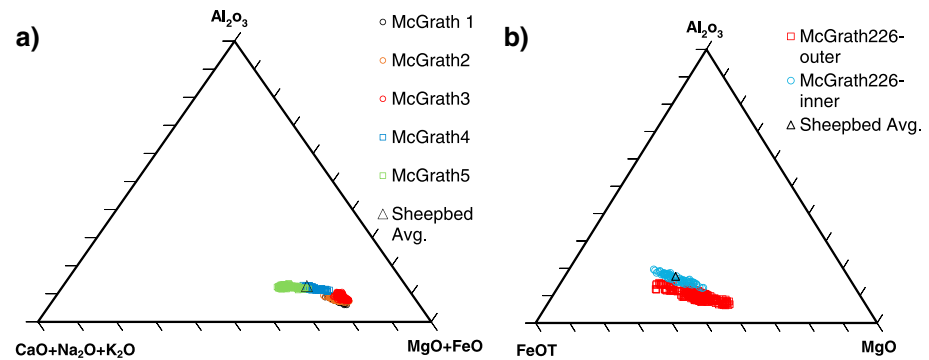 a)
Al₂o₃
McGrath 1
McGrath2
McGrath3
McGrath4
McGrath5
Sheepbed
Avg.
CaO+Na₂O+K₂O
MgO+FeO
b)
Al₂o₃
McGrath226-
outer
McGrath226-
inner
Sheepbed Avg.
FeOT
MgO